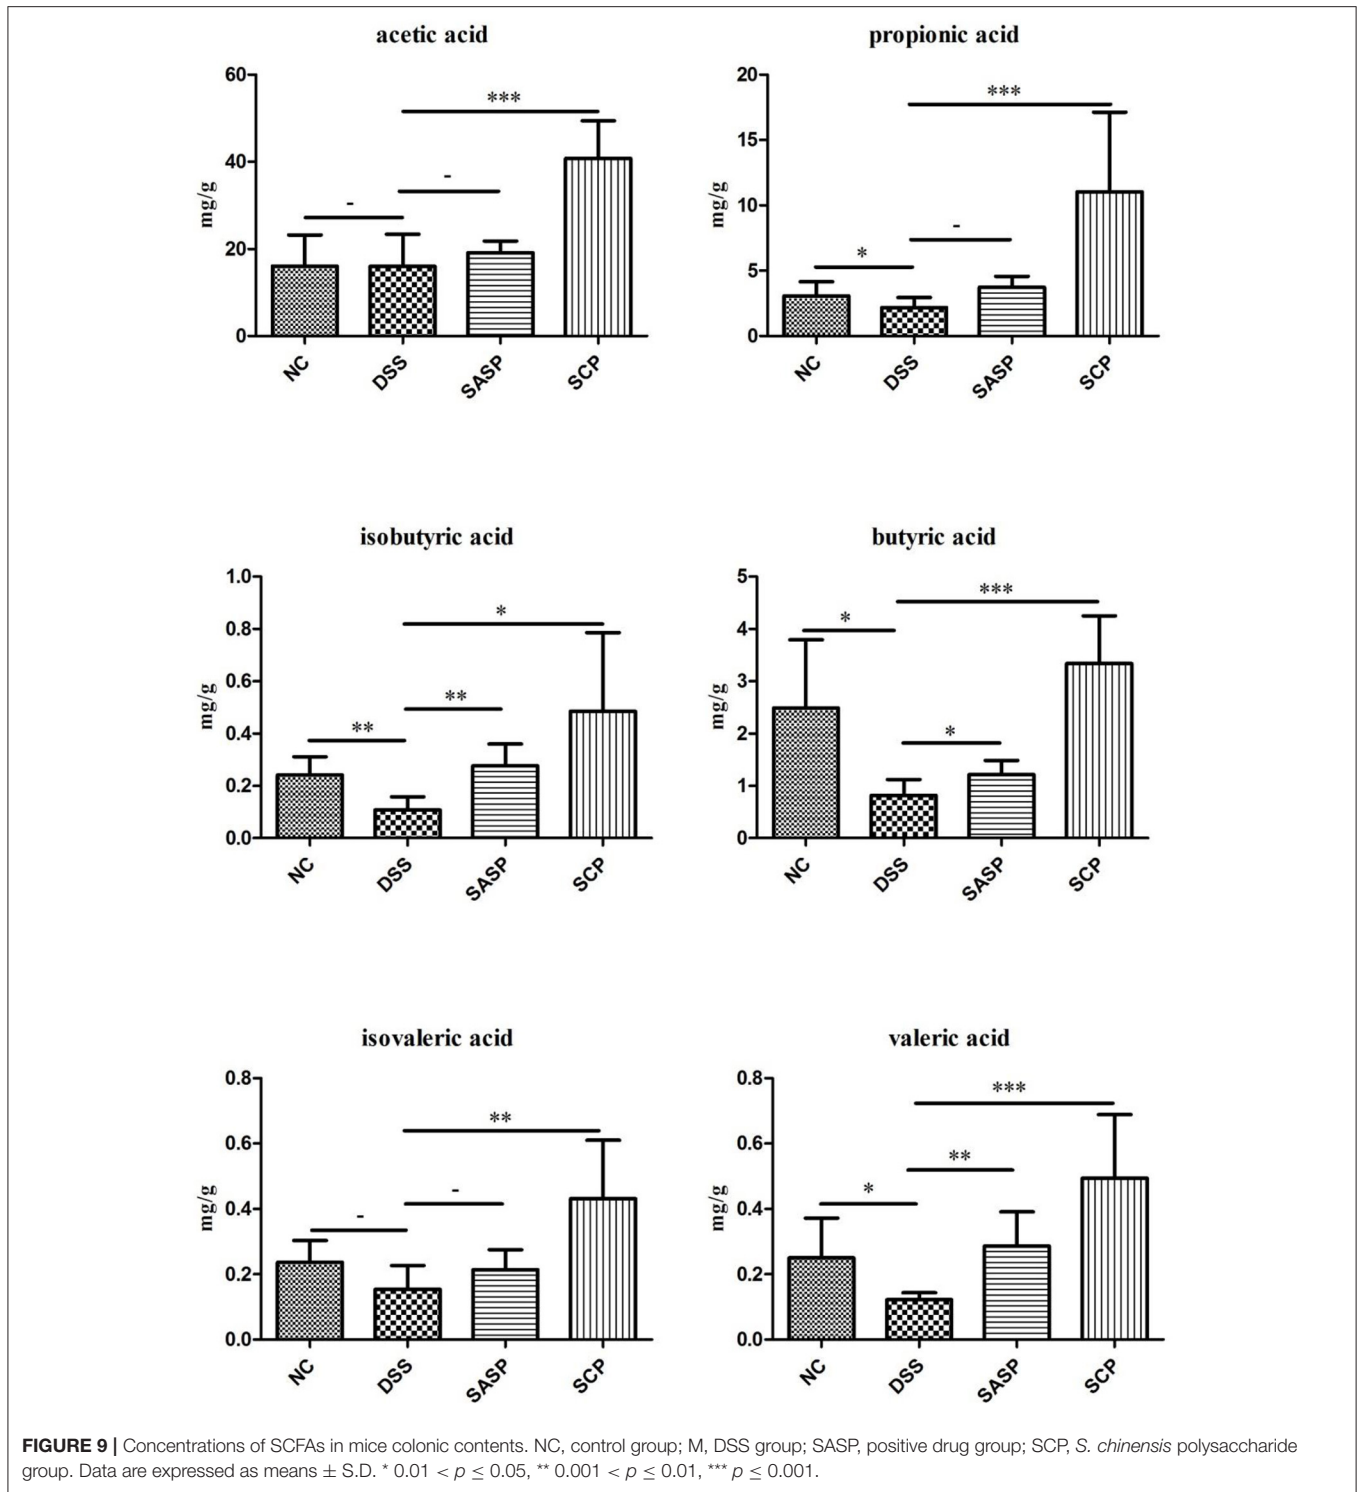 acetic acid
mg/g
60
40
20
0
-
-
***
NC
DSS
SASP
SCP
propionic acid
mg/g
20
15
10
5
0
*
-
***
NC
DSS
SASP
SCP
isobutyric acid
mg/g
1.0
0.8
0.6
0.4
0.2
0.0
**
**
*
NC
DSS
SASP
SCP
butyric acid
mg/g
5
4
3
2
1
0
*
*
***
NC
DSS
SASP
SCP
isovaleric acid
mg/g
0.8
0.6
0.4
0.2
0.0
-
-
**
NC
DSS
SASP
SCP
valeric acid
mg/g
0.8
0.6
0.4
0.2
0.0
*
**
***
NC
DSS
SASP
SCP
FIGURE 9 | Concentrations of SCFAs in mice colonic contents. NC, control group; M, DSS group; SASP, positive drug group; SCP, S. chinensis polysaccharide
group. Data are expressed as means ± S.D. * 0.01 < p ≤ 0.05, ** 0.001 < p ≤ 0.01, *** p ≤ 0.001.